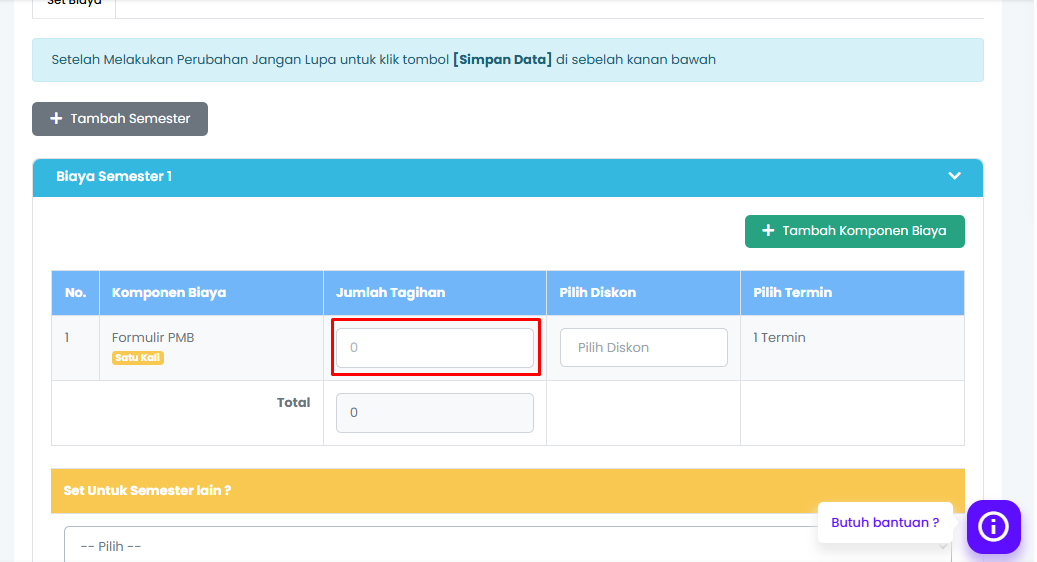 Set Biaya
Setelah Melakukan Perubahan Jangan Lupa untuk klik tombol [Simpan Data] di sebelah kanan bawah
+ Tambah Semester
Biaya Semester 1
+ Tambah Komponen Biaya
No. Komponen Biaya Jumlah Tagihan Pilih Diskon Pilih Termin
1 Formulir PMB 0 Pilih Diskon 1 Termin
Satu Kali
Total 0
Set Untuk Semester lain ?
Butuh bantuan ?
-- Pilih --